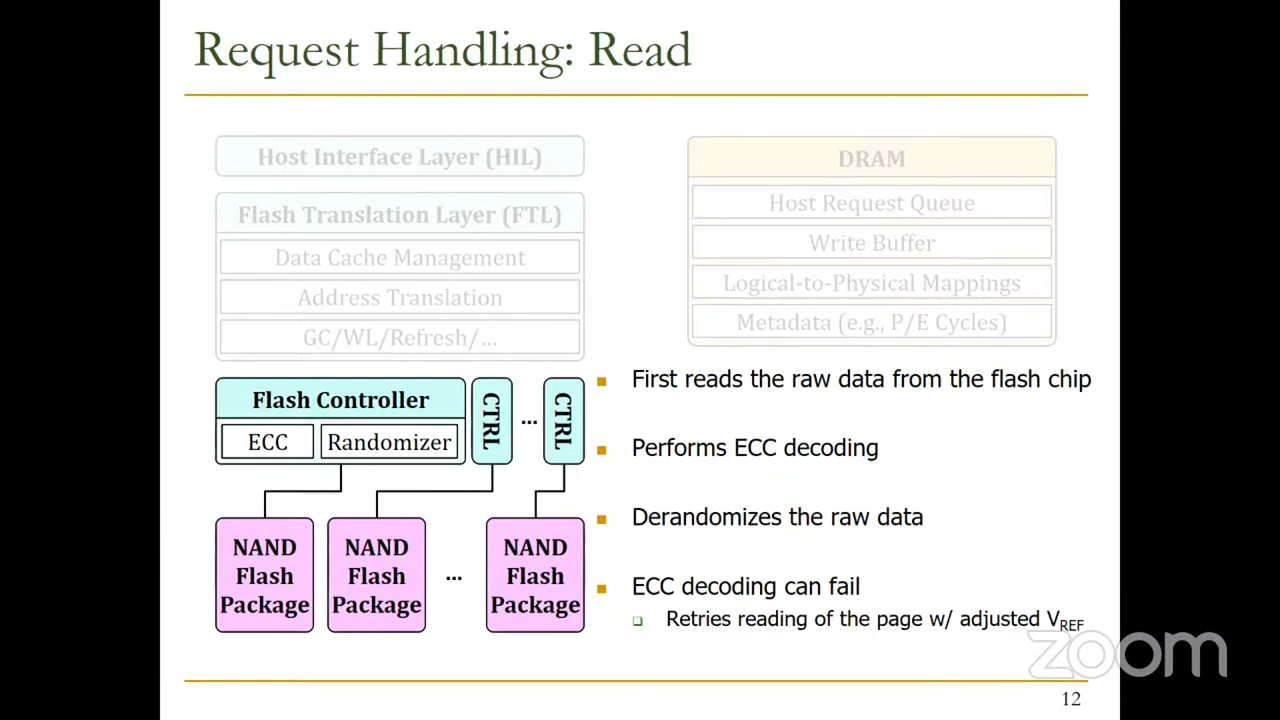 Request Handling: Read
Host Interface Layer (HIL)
Flash Translation Layer (FTL)
Data Cache Management
Address Translation
GC/WL/Refresh/...
DRAM
Host Request Queue
Write Buffer
Logical-to-Physical Mappings
Metadata (e.g., P/E Cycles)
Flash Controller
ECC
Randomizer
CTRL
...
CTRL
NAND
Flash
Package
NAND
Flash
Package
...
NAND
Flash
Package
First reads the raw data from the flash chip
Performs ECC decoding
Derandomizes the raw data
ECC decoding can fail
Retries reading of the page w/ adjusted VREF
zoom
12